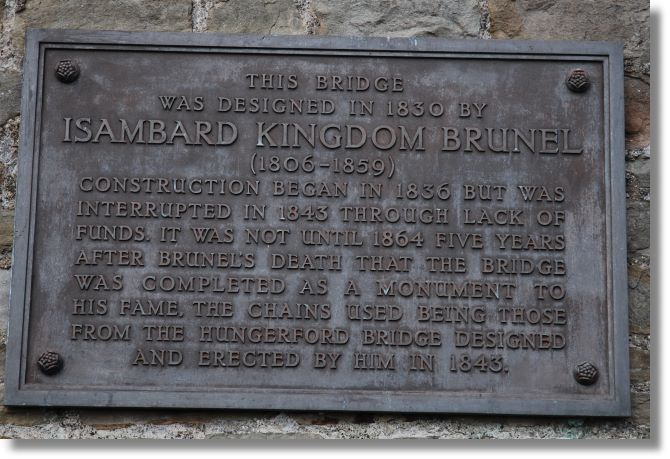 THIS BRIDGE
WAS DESIGNED IN 1830 BY
ISAMBARD KINGDOM BRUNEL
(1806-1859)
CONSTRUCTION BEGAN IN 1836 BUT WAS
INTERRUPTED IN 1843 THROUGH LACK OF
FUNDS. IT WAS NOT UNTIL 1864 FIVE YEARS
AFTER BRUNEL'S DEATH THAT THE BRIDGE
WAS COMPLETED AS A MONUMENT TO
HIS FAME, THE CHAINS USED BEING THOSE
FROM THE HUNGERFORD BRIDGE DESIGNED
AND ERECTED BY HIM IN 1843.